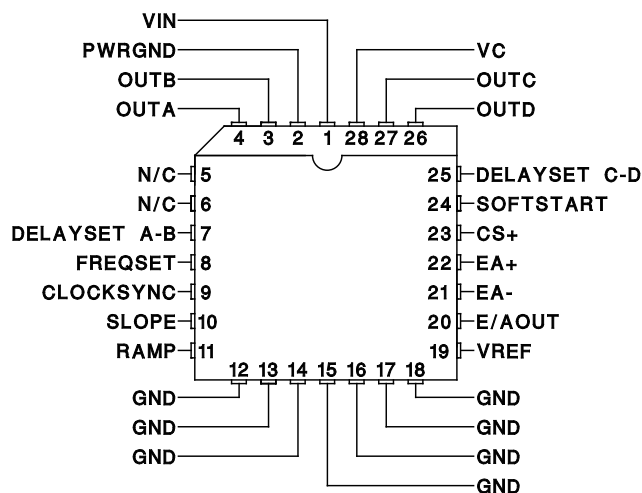 VIN
PWRGND VC
OUTB OUTC
OUTA OUTD
4 3 2 1 28 27 26
N/C 5 25 DELAYSET C-D
N/C 6 24 SOFTSTART
DELAYSET A-B 7 23 CS+
FREQSET 8 22 EA+
CLOCKSYNC 9 21 EA-
SLOPE 10 20 E/AOUT
RAMP 11 19 VREF
12 13 14 15 16 17 18
GND GND
GND GND
GND GND
GND